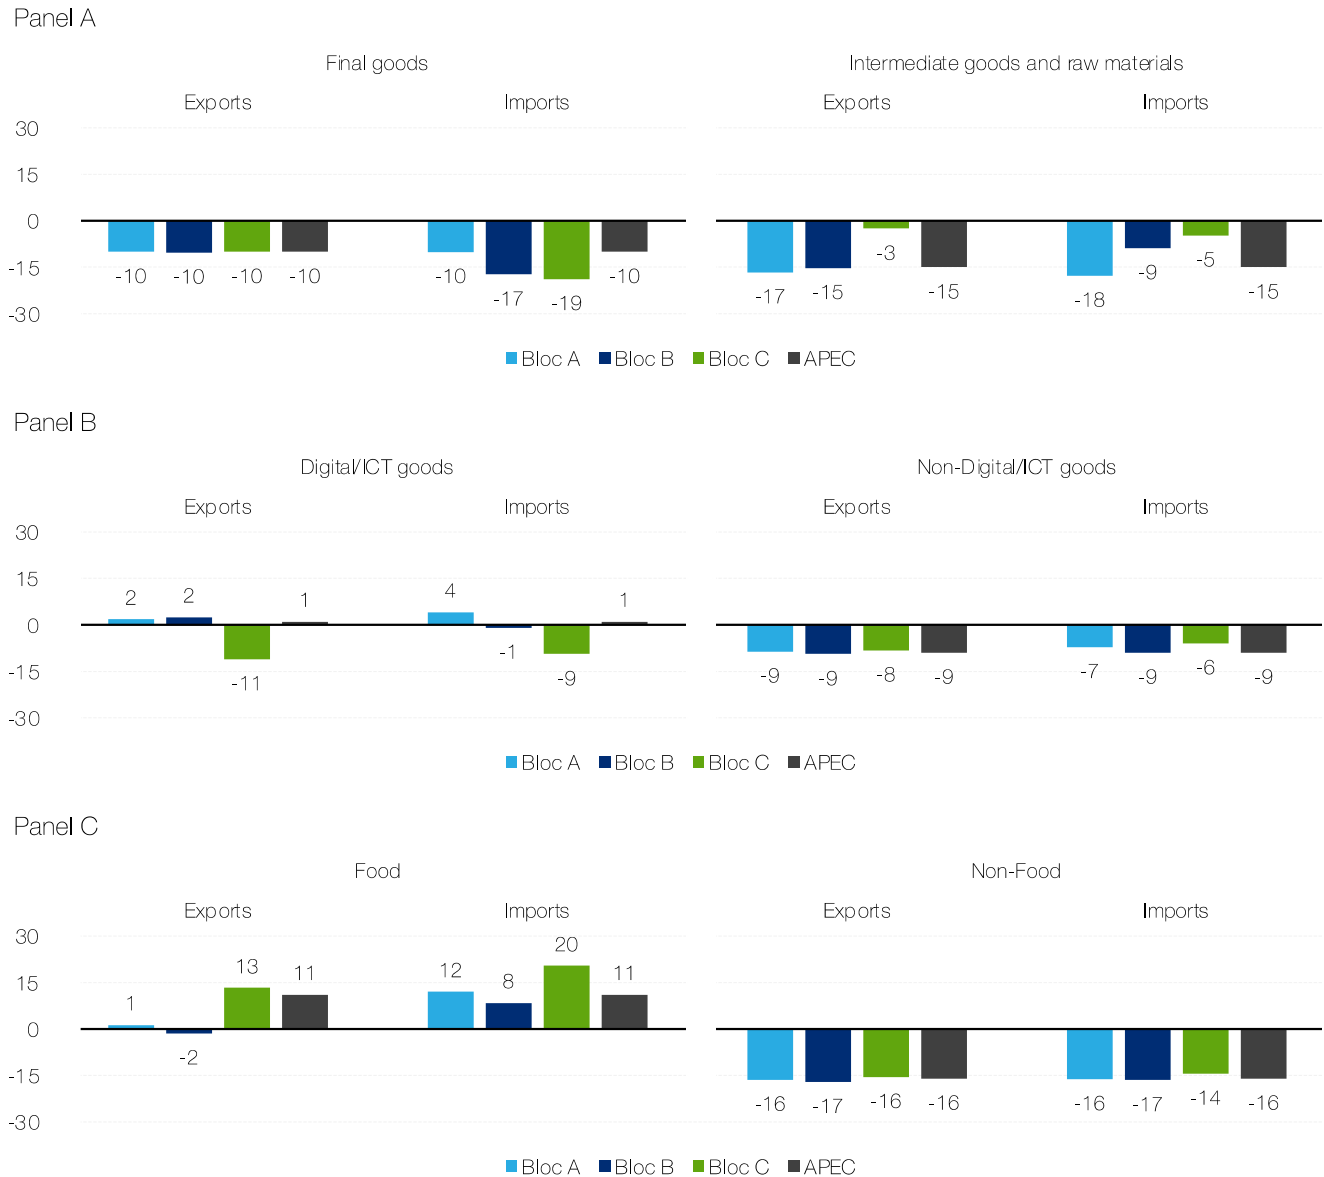 Panel A
Final goods
Intermediate goods and raw materials
Exports
Imports
Exports
Imports
30
15
0
-15
-30
-10
-10
-10
-10
-10
-17
-19
-10
-17
-15
-3
-15
-18
-9
-5
-15
Bloc A
Bloc B
Bloc C
APEC
Panel B
Digital/ICT goods
Non-Digital/ICT goods
Exports
Imports
Exports
Imports
30
15
0
-15
-30
2
2
-11
1
4
-1
-9
1
-9
-9
-8
-9
-7
-9
-6
-9
Bloc A
Bloc B
Bloc C
APEC
Panel C
Food
Non-Food
Exports
Imports
Exports
Imports
30
15
0
-15
-30
1
-2
13
11
12
8
20
11
-16
-17
-16
-16
-16
-17
-14
-16
Bloc A
Bloc B
Bloc C
APEC